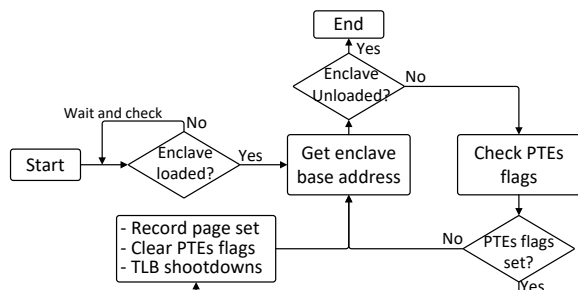 End
Yes
Enclave
Unloaded?
No
Wait and check
No
Start
Enclave
loaded?
Yes
Get enclave
base address
Check PTEs
flags
- Record page set
- Clear PTEs flags
- TLB shootdowns
No
PTEs flags
set?
Yes